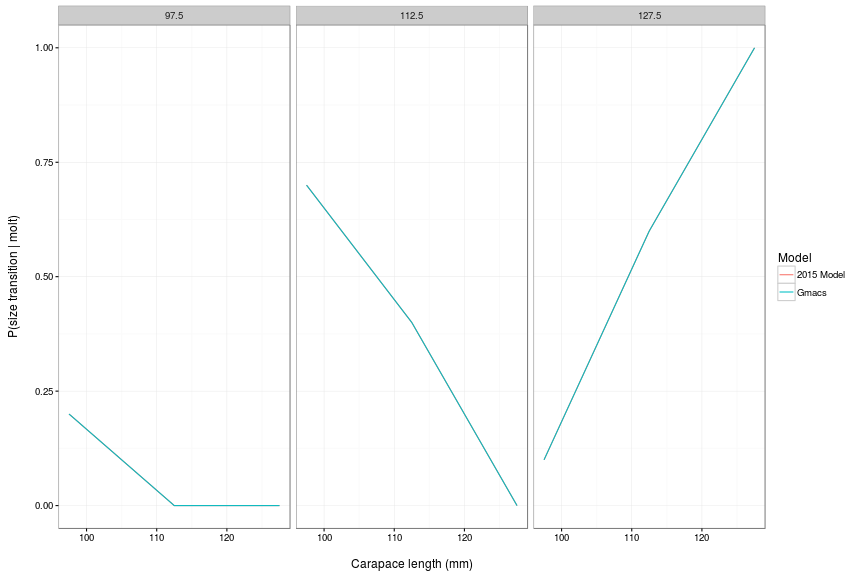 97.5 112.5 127.5
1.00
0.75
0.50
0.25
0.00
P(size transition | molt)
100 110 120 100 110 120 100 110 120
Carapace length (mm)
Model
2015 Model
Gmacs